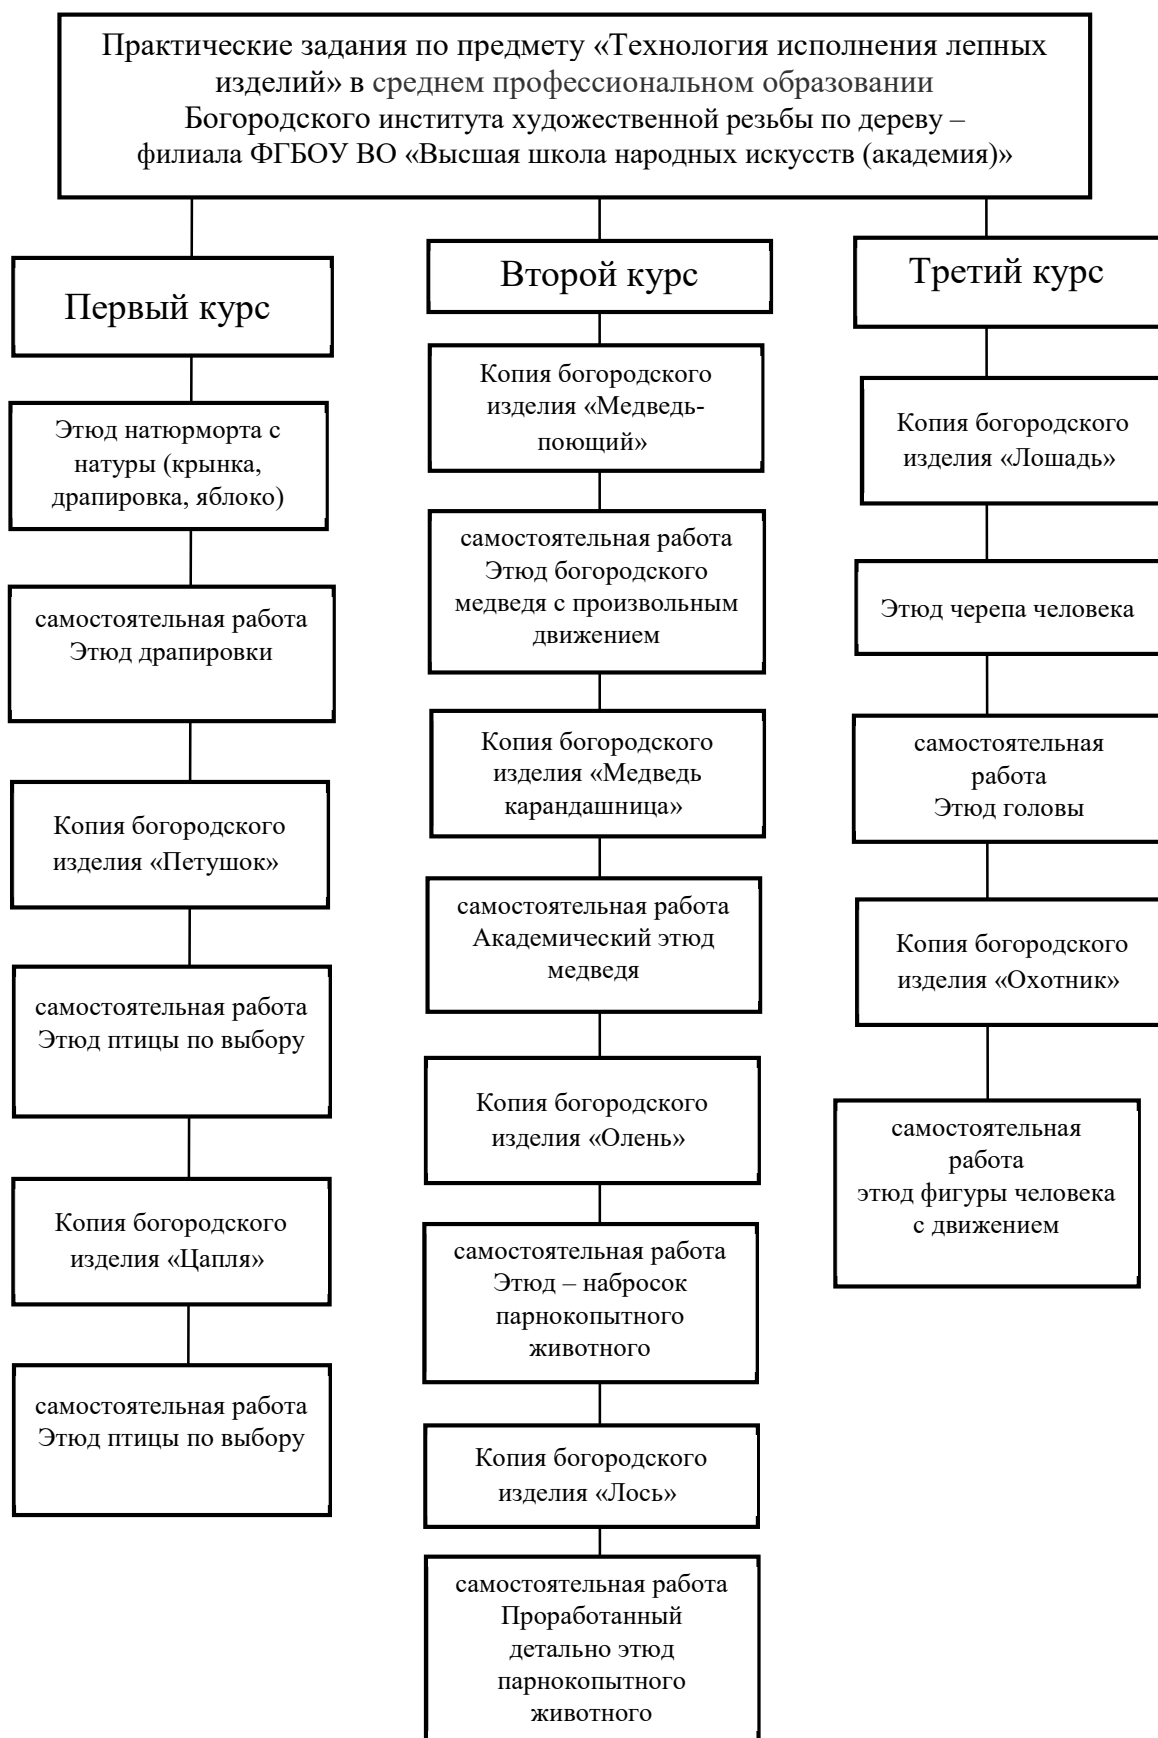 Практические задания по предмету «Технология исполнения лепных
изделий» в среднем профессиональном образовании
Богородского института художественной резьбы по дереву –
филиала ФГБОУ ВО «Высшая школа народных искусств (академия)»
Первый курс
Этюд натюрморта с
натуры (крынка,
драпировка, яблоко)
самостоятельная работа
Этюд драпировки
Копия богородского
изделия «Петушок»
самостоятельная работа
Этюд птицы по выбору
Копия богородского
изделия «Цапля»
самостоятельная работа
Этюд птицы по выбору
Второй курс
Копия богородского
изделия «Медведь-
поющий»
самостоятельная работа
Этюд богородского
медведя с произвольным
движением
Копия богородского
изделия «Медведь
карандашница»
самостоятельная работа
Академический этюд
медведя
Копия богородского
изделия «Олень»
самостоятельная работа
Этюд – набросок
парнокопытного
животного
Копия богородского
изделия «Лось»
самостоятельная работа
Проработанный
детально этюд
парнокопытного
животного
Третий курс
Копия богородского
изделия «Лошадь»
Этюд черепа человека
самостоятельная
работа
Этюд головы
Копия богородского
изделия «Охотник»
самостоятельная
работа
этюд фигуры человека
с движением